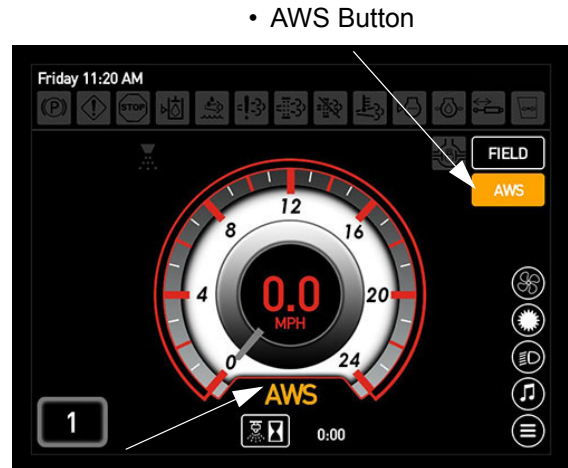 • AWS Button
Friday 11:20 AM
(P)
STOP
FIELD
AWS
12
8
16
4
0.0
20
MPH
0
24
AWS
1
0:00